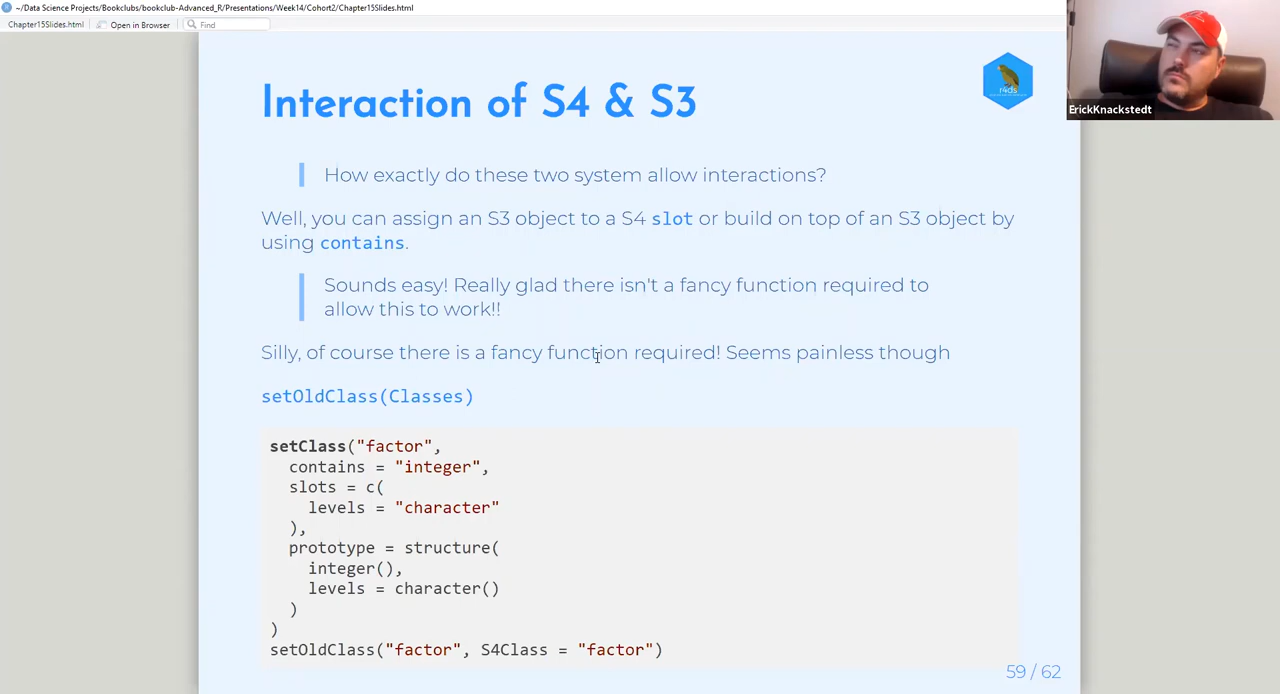 ~/Data Science Projects/Bookclubs/bookclub-Advanced_R/Presentations/Week14/Cohort2/Chapter15Slides.html
Chapter15Slides.html Open in Browser Find
r4ds
ErickKnackstedt
Interaction of S4 & S3
How exactly do these two system allow interactions?
Well, you can assign an S3 object to a S4 slot or build on top of an S3 object by
using contains.
Sounds easy! Really glad there isn't a fancy function required to
allow this to work!!
Silly, of course there is a fancy function required! Seems painless though
setOldClass(Classes)
setClass("factor",
  contains = "integer",
  slots = c(
    levels = "character"
  ),
  prototype = structure(
    integer(),
    levels = character()
  )
)
setOldClass("factor", S4Class = "factor")
59 / 62